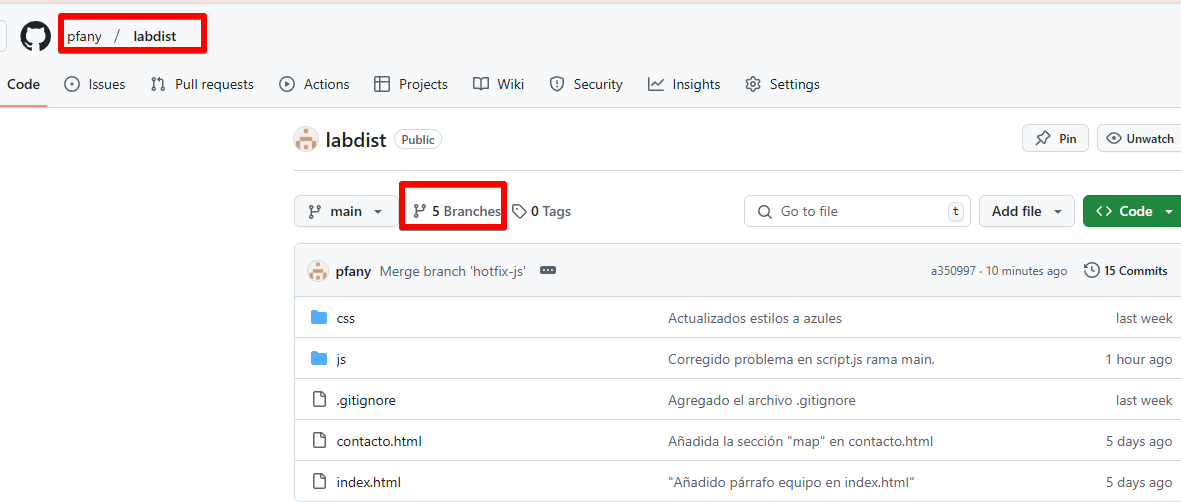 pfany / labdist
Code Issues Pull requests Actions Projects Wiki Security Insights Settings
labdist Public Pin Unwatch
main 5 Branches 0 Tags Go to file t Add file <> Code
pfany Merge branch 'hotfix-js' a350997 · 10 minutes ago 15 Commits
css Actualizados estilos a azules last week
js Corregido problema en script.js rama main. 1 hour ago
.gitignore Agregado el archivo .gitignore last week
contacto.html Añadida la sección "map" en contacto.html 5 days ago
index.html "Añadido párrafo equipo en index.html" 5 days ago